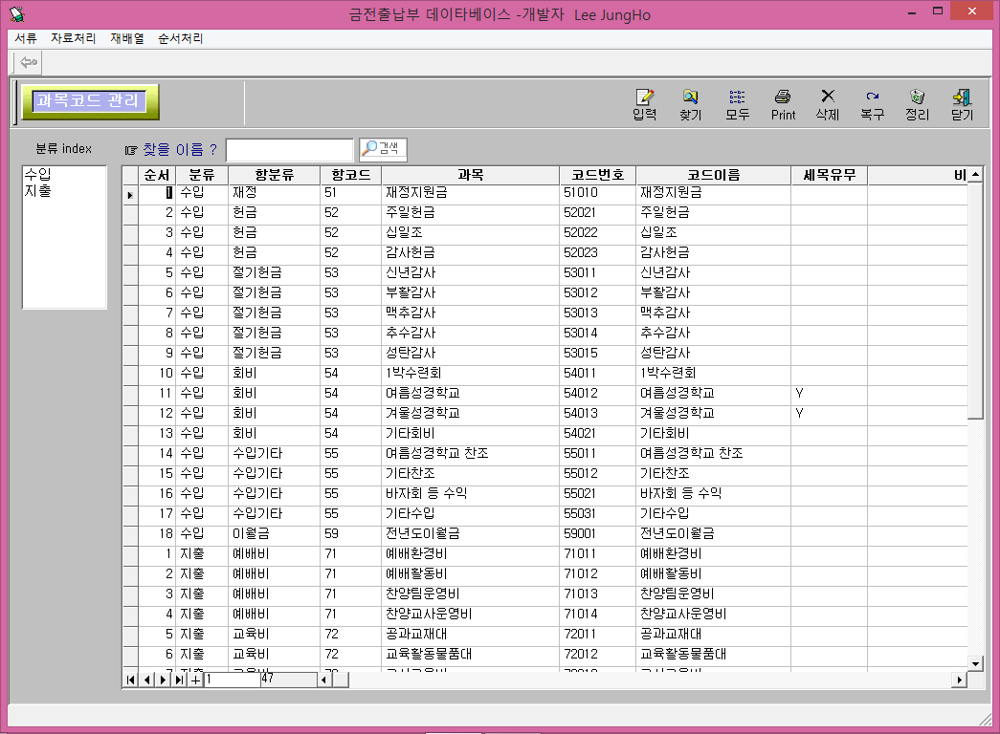 금전출납부 데이타베이스 -개발자 Lee JungHo
서류 자료처리 재배열 순서처리
과목코드 관리
입력 찾기 모두 Print 삭제 복구 정리 닫기
분류 index
☞ 찾을 이름 ? 검색
수입
지출
순서 분류 항분류 항코드 과목 코드번호 코드이름 세목유무 비
1 수입 재정 51 재정지원금 51010 재정지원금
2 수입 헌금 52 주일헌금 52021 주일헌금
3 수입 헌금 52 십일조 52022 십일조
4 수입 헌금 52 감사헌금 52023 감사헌금
5 수입 절기헌금 53 신년감사 53011 신년감사
6 수입 절기헌금 53 부활감사 53012 부활감사
7 수입 절기헌금 53 맥추감사 53013 맥추감사
8 수입 절기헌금 53 추수감사 53014 추수감사
9 수입 절기헌금 53 성탄감사 53015 성탄감사
10 수입 회비 54 1박수련회 54011 1박수련회
11 수입 회비 54 여름성경학교 54012 여름성경학교 Y
12 수입 회비 54 겨울성경학교 54013 겨울성경학교 Y
13 수입 회비 54 기타회비 54021 기타회비
14 수입 수입기타 55 여름성경학교 찬조 55011 여름성경학교 찬조
15 수입 수입기타 55 기타찬조 55012 기타찬조
16 수입 수입기타 55 바자회 등 수익 55021 바자회 등 수익
17 수입 수입기타 55 기타수입 55031 기타수입
18 수입 이월금 59 전년도이월금 59001 전년도이월금
1 지출 예배비 71 예배환경비 71011 예배환경비
2 지출 예배비 71 예배활동비 71012 예배활동비
3 지출 예배비 71 찬양팀운영비 71013 찬양팀운영비
4 지출 예배비 71 찬양교사운영비 71014 찬양교사운영비
5 지출 교육비 72 공과교재대 72011 공과교재대
6 지출 교육비 72 교육활동물품대 72012 교육활동물품대
1 47